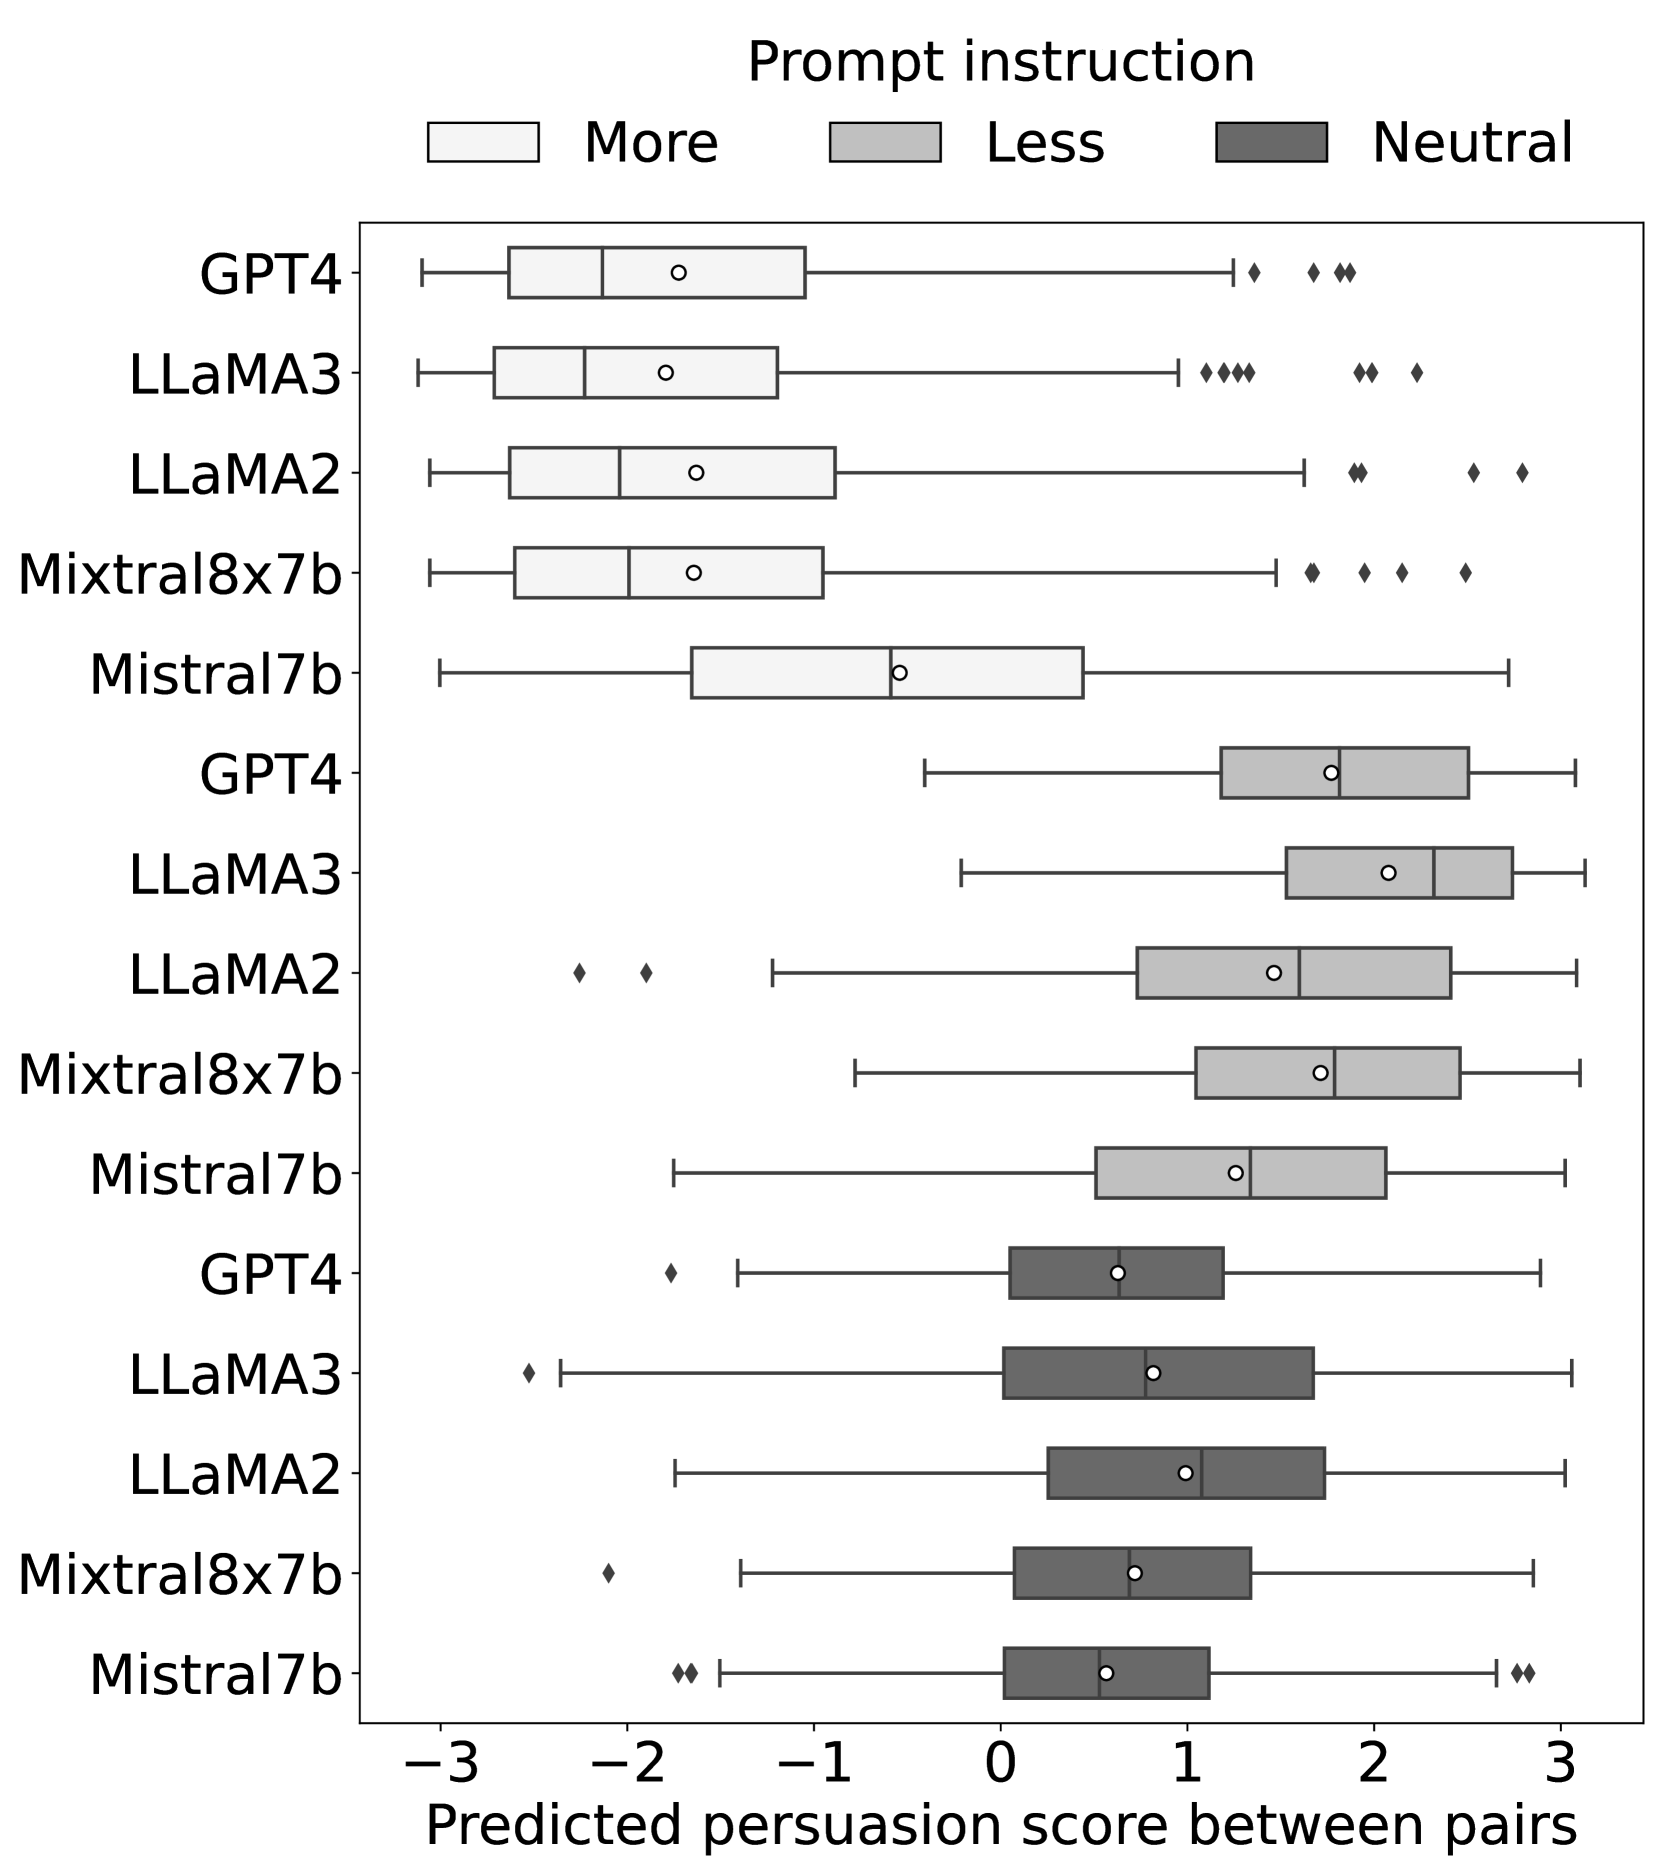 Prompt instruction
More Less Neutral
GPT4
LLaMA3
LLaMA2
Mixtral8x7b
Mistral7b
GPT4
LLaMA3
LLaMA2
Mixtral8x7b
Mistral7b
GPT4
LLaMA3
LLaMA2
Mixtral8x7b
Mistral7b
−3 −2 −1 0 1 2 3
Predicted persuasion score between pairs